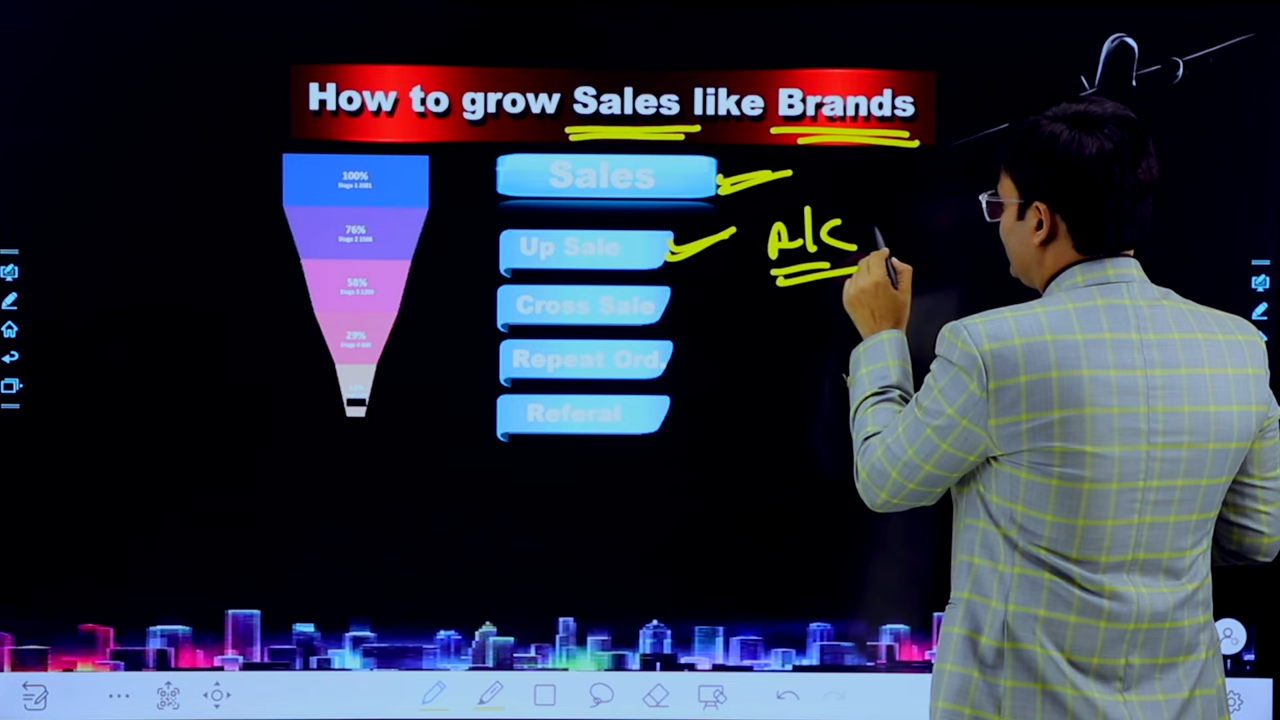 How to grow Sales like Brands
100%
76%
58%
29%
Sales
Up Sale
A/C
Cross Sale
Repeat Ord.
Referal